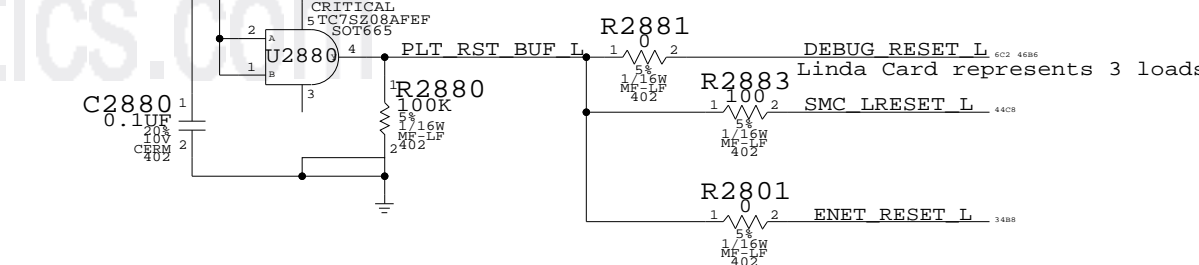 CRITICAL
5 TC7SZ08AFEF
SOT665
2 A
U2880
4
1 B
3
PLT_RST_BUF_L
R2881
0
1 2
5%
1/16W
MF-LF
402
DEBUG_RESET_L 6C2 46B6
Linda Card represents 3 loads
C2880 1
0.1UF
20%
10V
CERM 2
402
1 R2880
100K
5%
1/16W
MF-LF
2 402
R2883
100
1 2
5%
1/16W
MF-LF
402
SMC_LRESET_L 44C8
R2801
0
1 2
5%
1/16W
MF-LF
402
ENET_RESET_L 34B8